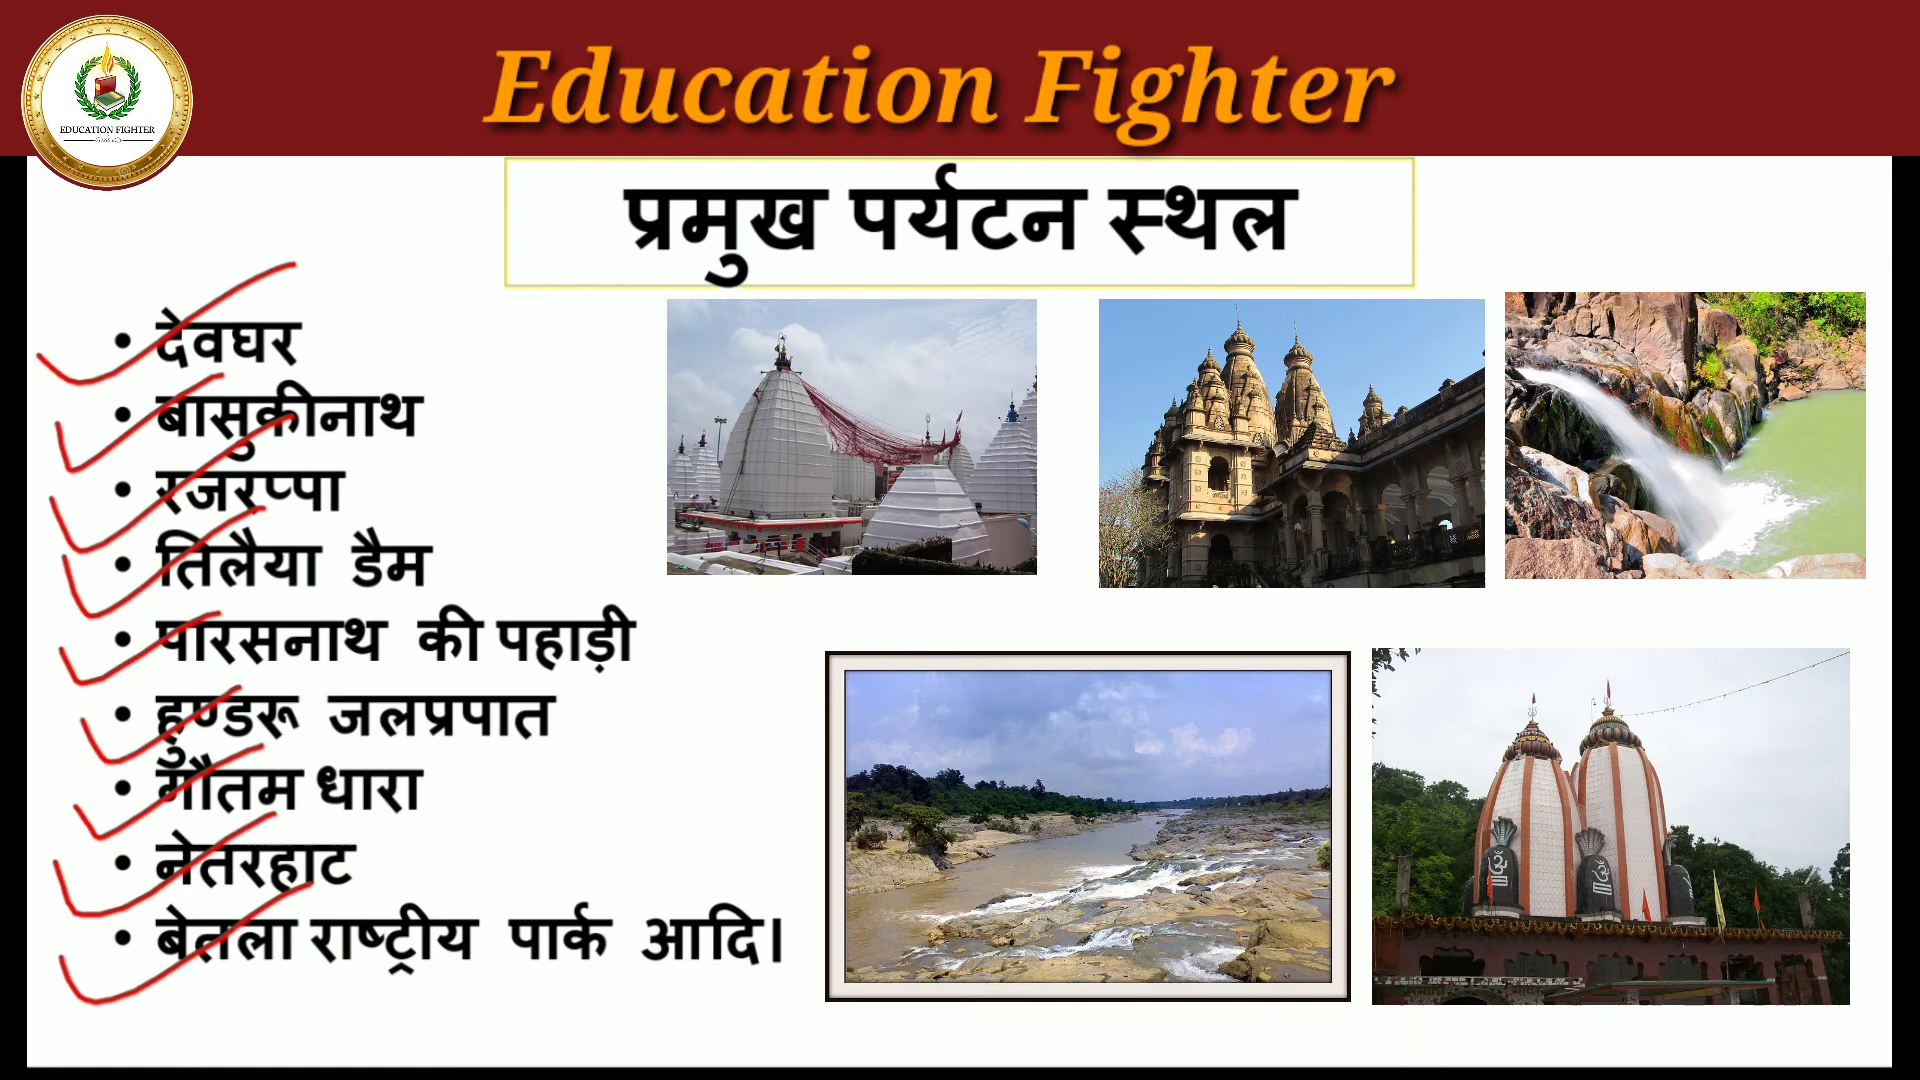 Education Fighter
EDUCATION FIGHTER
प्रमुख पर्यटन स्थल
• देवघर
• बासुकीनाथ
• रजरप्पा
• तिलैया डैम
• पारसनाथ की पहाड़ी
• हुण्डरू जलप्रपात
• गौतम धारा
• नेतरहाट
• बेतला राष्ट्रीय पार्क आदि।